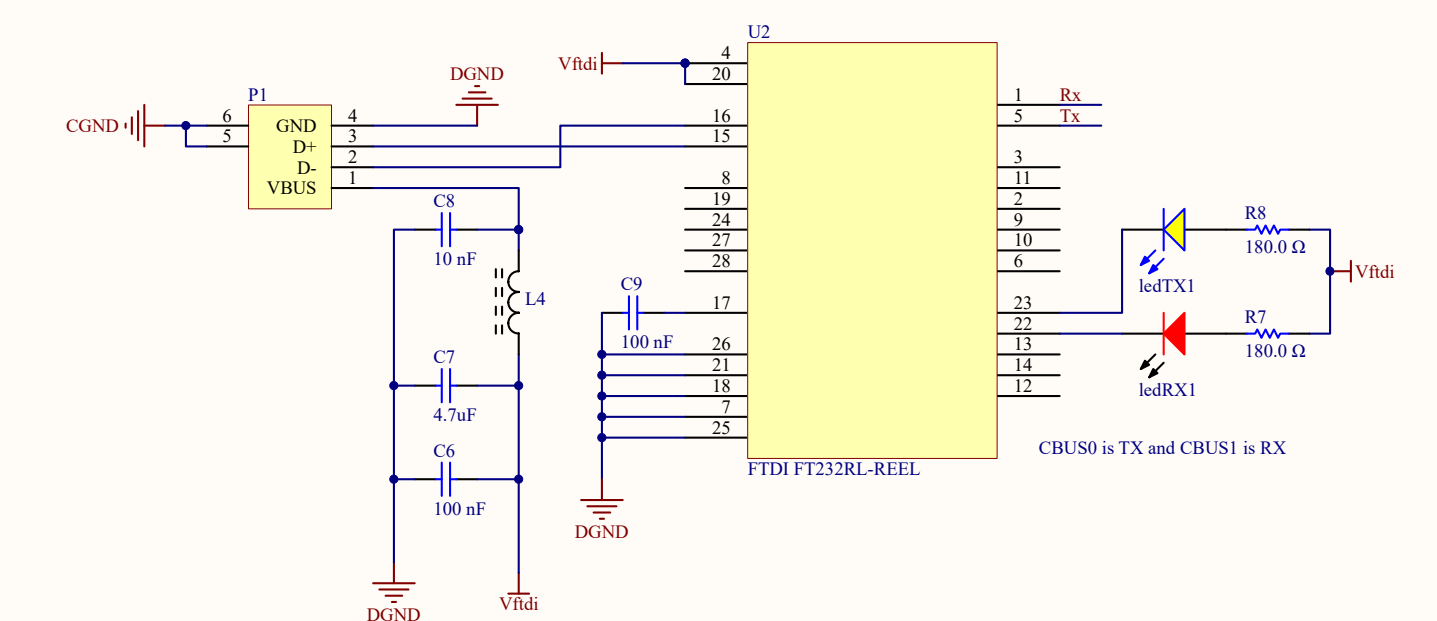 U2
Vftdi
4
20
DGND
P1
CGND
6
5
GND
D+
D-
VBUS
4
3
2
1
16
15
1
5
Rx
Tx
8
19
24
27
28
3
11
2
9
10
6
C8
10 nF
L4
C9
100 nF
17
26
21
18
7
25
23
22
13
14
12
R8
180.0 Ω
ledTX1
Vftdi
R7
180.0 Ω
ledRX1
C7
4.7uF
C6
100 nF
CBUS0 is TX and CBUS1 is RX
FTDI FT232RL-REEL
DGND
DGND
Vftdi